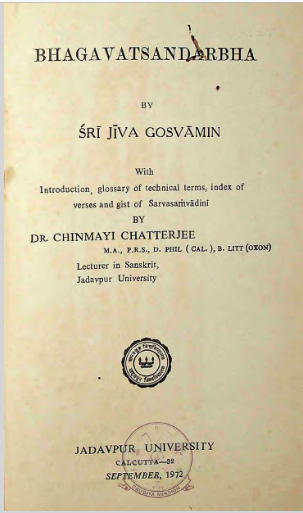 BHAGAVATSANDARBHA
BY
ŚRĪ JĪVA GOSVĀMIN
With
Introduction, glossary of technical terms, index of
verses and gist of Sarvasaṁvādinī
BY
DR. CHINMAYI CHATTERJEE
M.A., P.R.S., D. PHIL ( CAL. ), B. LITT (OXON)
Lecturer in Sanskrit,
Jadavpur University
JADAVPUR UNIVERSITY
CALCUTTA—32
SEPTEMBER, 1972